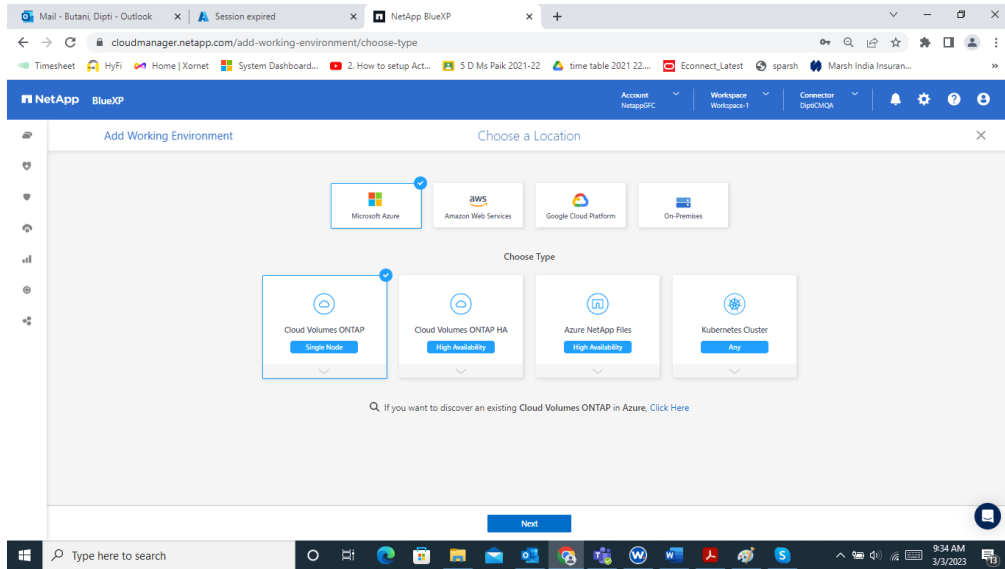 Mail - Butani, Dipti - Outlook
Session expired
NetApp BlueXP
cloudmanager.netapp.com/add-working-environment/choose-type
Timesheet HyFi Home | Xornet System Dashboard... 2. How to setup Act... 5 D Ms Paik 2021-22 time table 2021 22.... Econnect_Latest sparsh Marsh India Insuran... »
NetApp BlueXP
Account Workspace Connector
NetappGFC Workspace-1 DiptiCMQA
Add Working Environment Choose a Location
Microsoft Azure
aws
Amazon Web Services
Google Cloud Platform
On-Premises
Choose Type
Cloud Volumes ONTAP
Single Node
Cloud Volumes ONTAP HA
High Availability
Azure NetApp Files
High Availability
Kubernetes Cluster
Any
If you want to discover an existing Cloud Volumes ONTAP in Azure, Click Here
Next
Type here to search
9:34 AM
3/3/2023
13